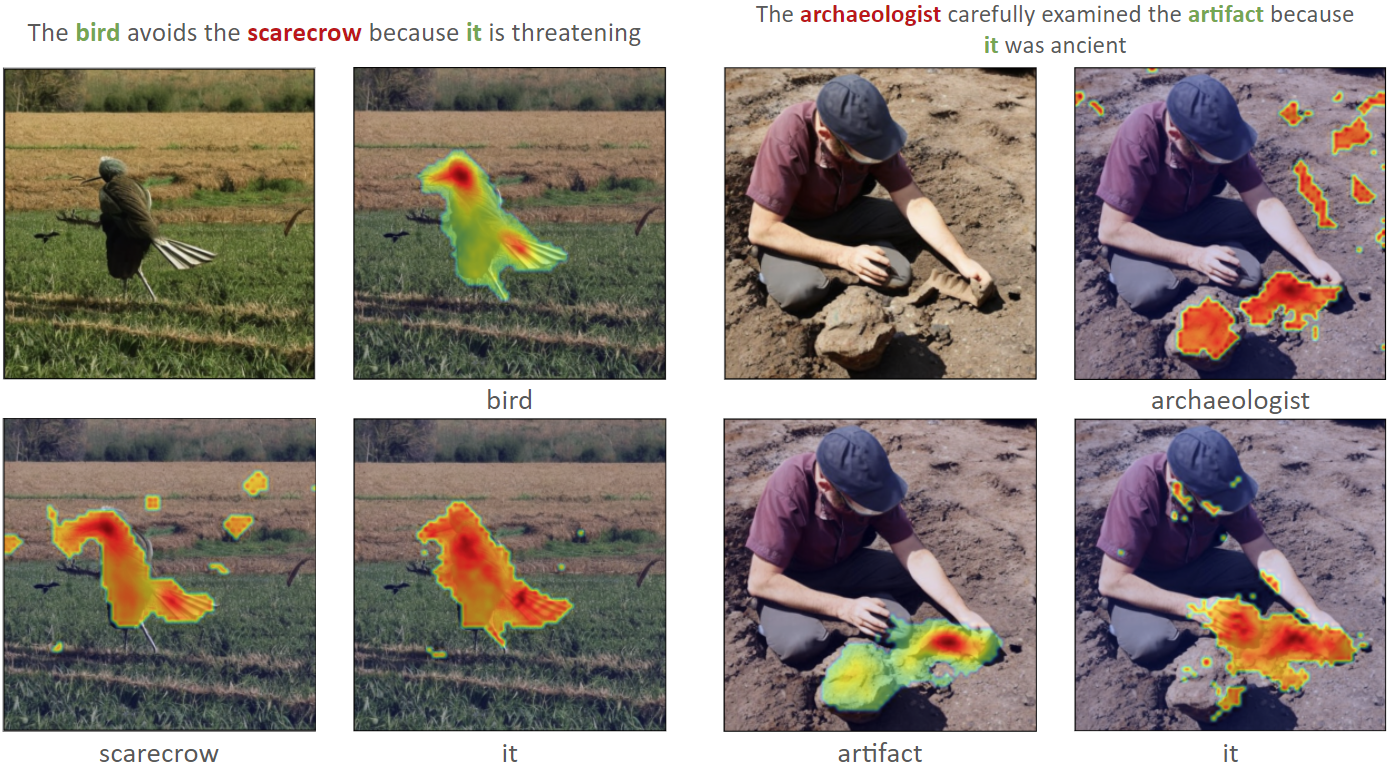 The bird avoids the scarecrow because it is threatening
The archaeologist carefully examined the artifact because
it was ancient
bird
archaeologist
scarecrow
it
artifact
it